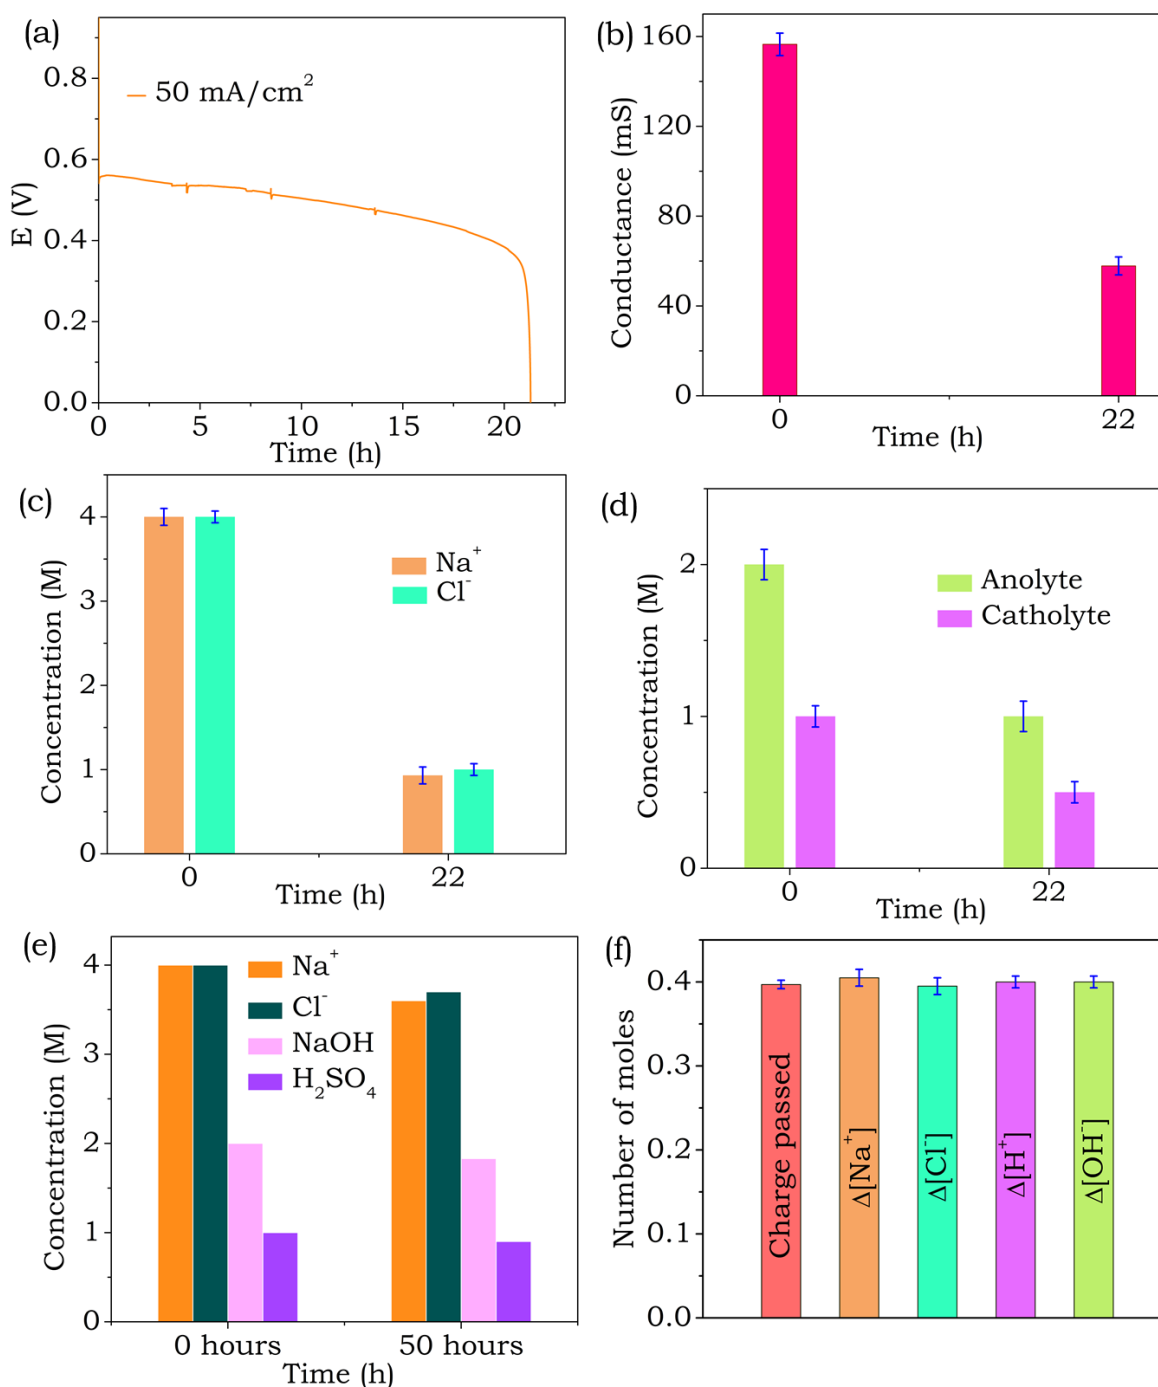 (a)
50 mA/cm²
E (V)
0.8
0.6
0.4
0.2
0.0
0 5 10 15 20
Time (h)
(b)
Conductance (mS)
160
120
80
40
0
0 22
Time (h)
(c)
Na⁺
Cl⁻
Concentration (M)
4
3
2
1
0
0 22
Time (h)
(d)
Anolyte
Catholyte
Concentration (M)
2
1
0
0 22
Time (h)
(e)
Na⁺
Cl⁻
NaOH
H₂SO₄
Concentration (M)
4
3
2
1
0
0 hours 50 hours
Time (h)
(f)
Number of moles
0.4
0.3
0.2
0.1
0.0
Charge passed
Δ[Na⁺]
Δ[Cl⁻]
Δ[H⁺]
Δ[OH⁻]